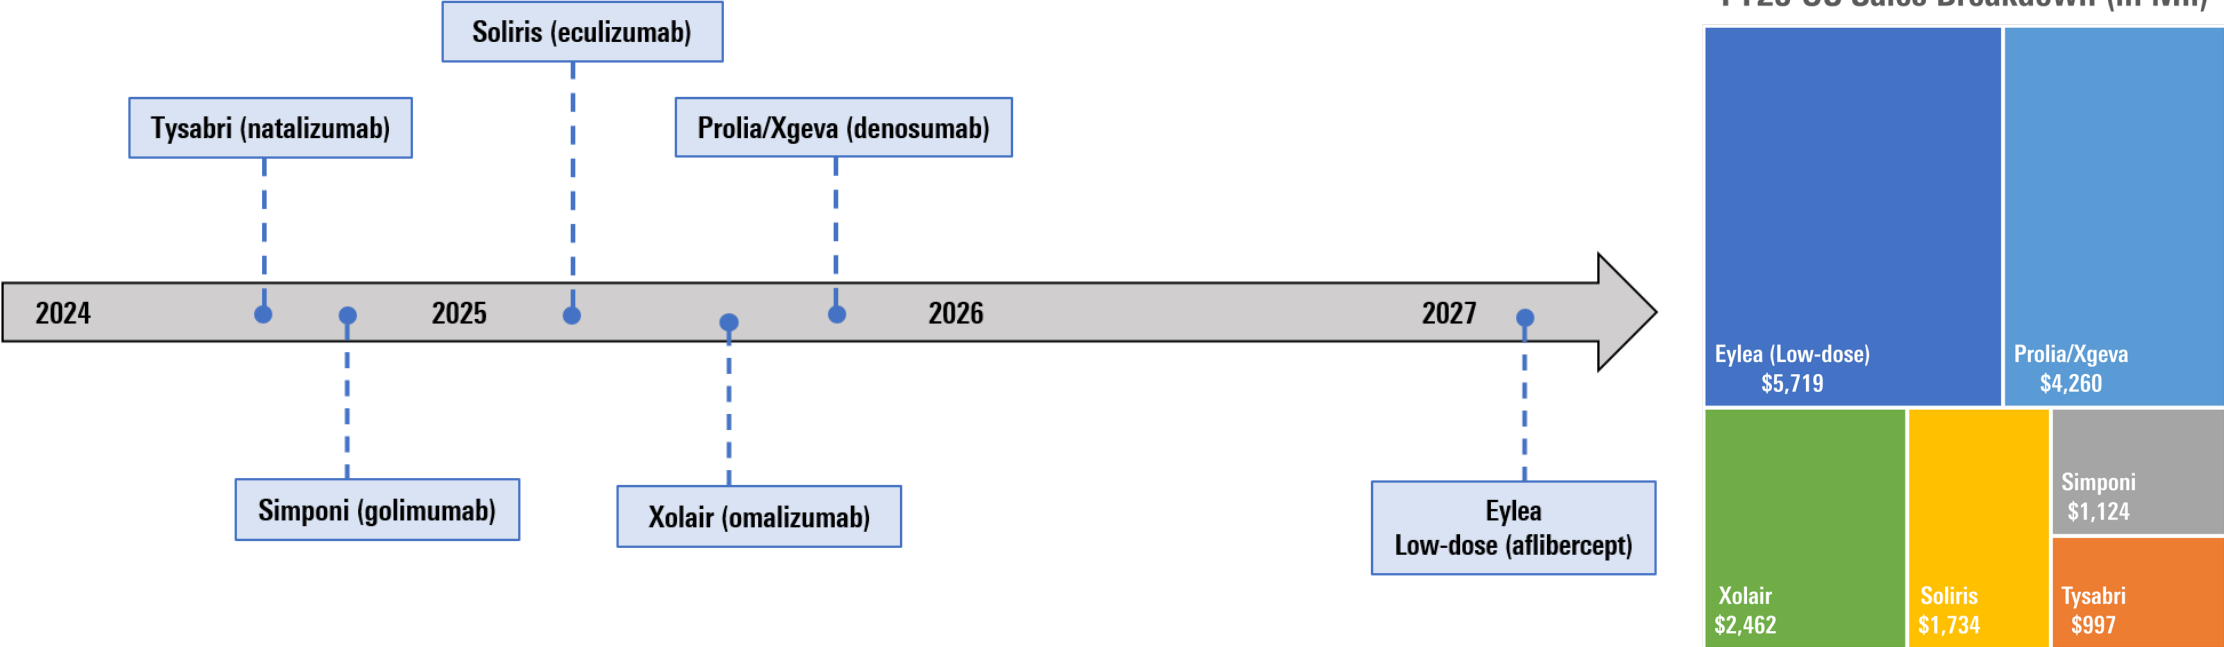 Soliris (eculizumab)
Tysabri (natalizumab)
Prolia/Xgeva (denosumab)
2024
2025
2026
2027
Simponi (golimumab)
Xolair (omalizumab)
Eylea
Low-dose (aflibercept)
Eylea (Low-dose)
$5,719
Prolia/Xgeva
$4,260
Xolair
$2,462
Soliris
$1,734
Simponi
$1,124
Tysabri
$997